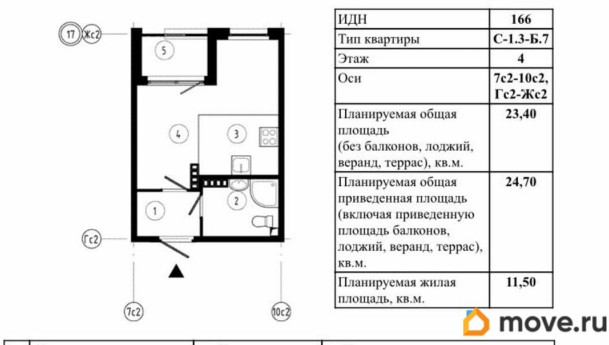 17 Жс2
5
4
3
2
1
Гс2
7с2
10с2
ИДН 166
Тип квартиры С-1.3-Б.7
Этаж 4
Оси 7с2-10с2,
Гс2-Жс2
Планируемая общая 23,40
площадь
(без балконов, лоджий,
веранд, террас), кв.м.
Планируемая общая 24,70
приведенная площадь
(включая приведенную
площадь балконов,
лоджий, веранд, террас),
кв.м.
Планируемая жилая 11,50
площадь, кв.м.
move.ru